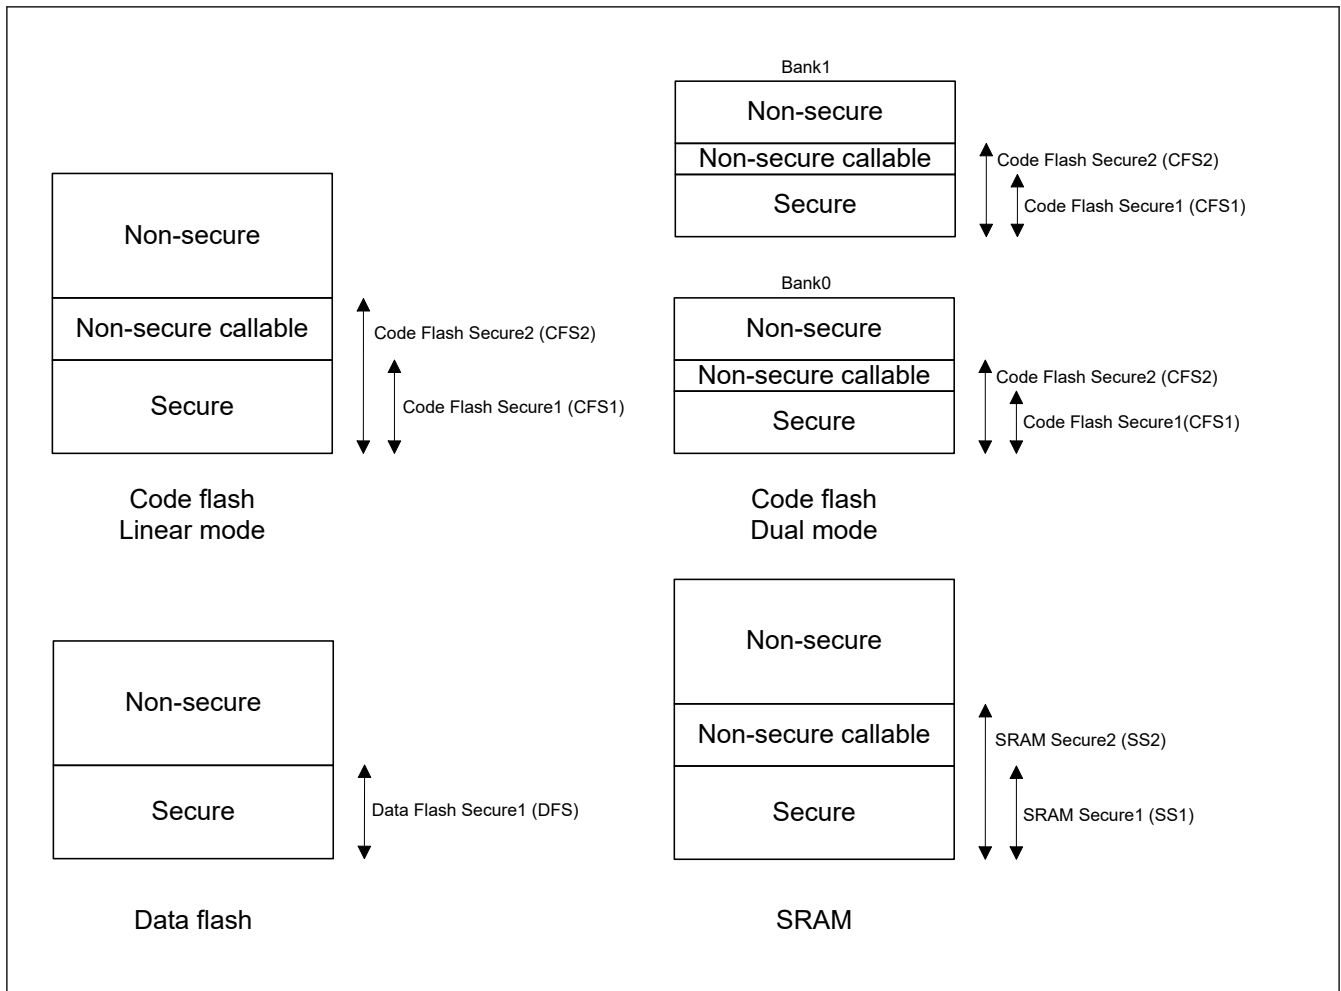 Non-secure
Non-secure callable
Secure
Code Flash Secure2 (CFS2)
Code Flash Secure1 (CFS1)
Code flash
Linear mode
Bank1
Non-secure
Non-secure callable
Secure
Code Flash Secure2 (CFS2)
Code Flash Secure1 (CFS1)
Bank0
Non-secure
Non-secure callable
Secure
Code Flash Secure2 (CFS2)
Code Flash Secure1(CFS1)
Code flash
Dual mode
Non-secure
Secure
Data Flash Secure1 (DFS)
Data flash
Non-secure
Non-secure callable
Secure
SRAM Secure2 (SS2)
SRAM Secure1 (SS1)
SRAM